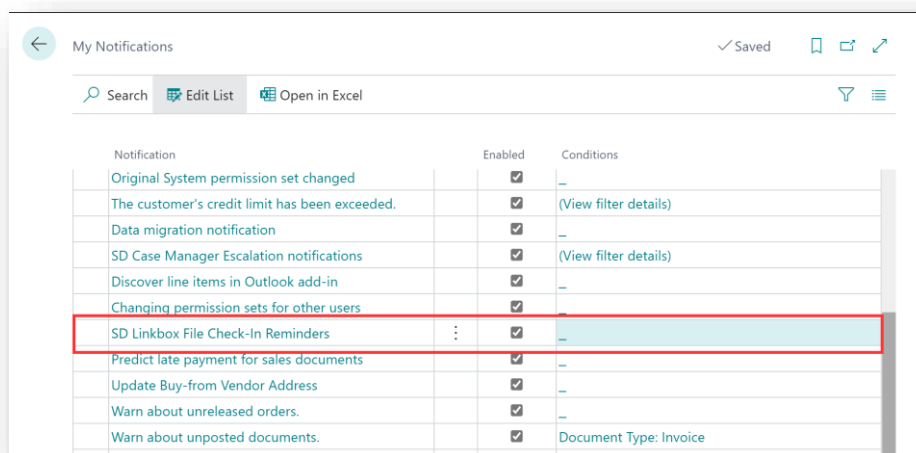 My Notifications
Saved
Search Edit List Open in Excel
Notification Enabled Conditions
Original System permission set changed _
The customer's credit limit has been exceeded. (View filter details)
Data migration notification _
SD Case Manager Escalation notifications (View filter details)
Discover line items in Outlook add-in _
Changing permission sets for other users _
SD Linkbox File Check-In Reminders _
Predict late payment for sales documents _
Update Buy-from Vendor Address _
Warn about unreleased orders. _
Warn about unposted documents. Document Type: Invoice